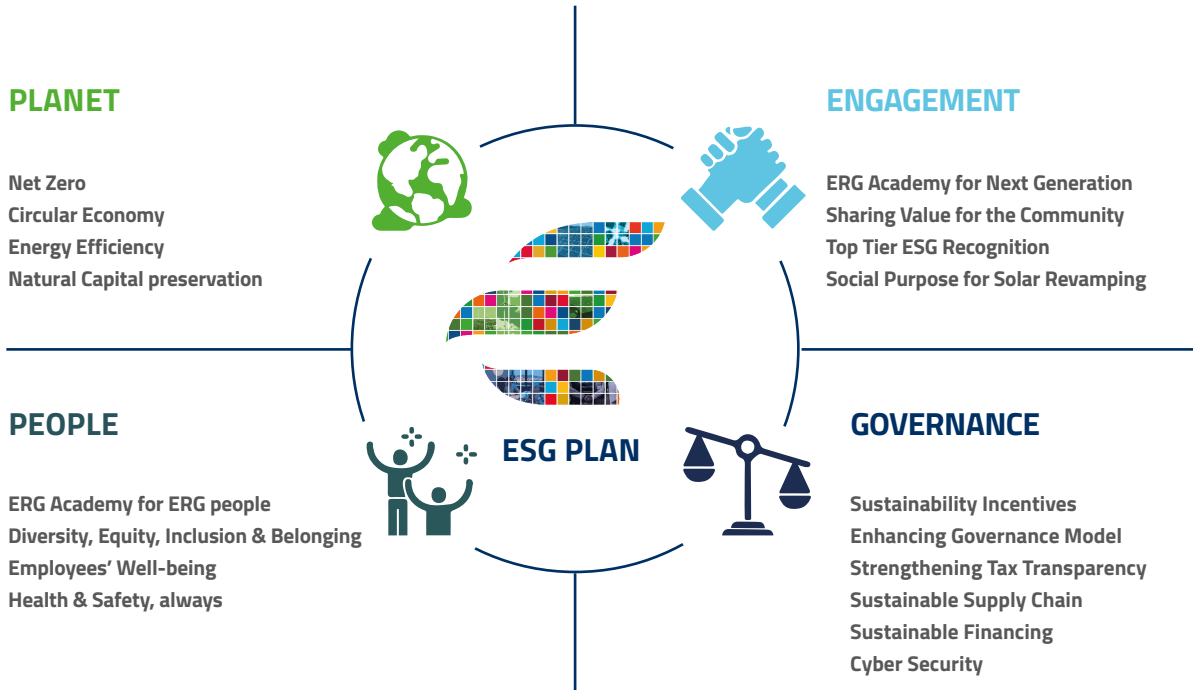 PLANET
Net Zero
Circular Economy
Energy Efficiency
Natural Capital preservation
ENGAGEMENT
ERG Academy for Next Generation
Sharing Value for the Community
Top Tier ESG Recognition
Social Purpose for Solar Revamping
ESG PLAN
PEOPLE
ERG Academy for ERG people
Diversity, Equity, Inclusion & Belonging
Employees’ Well-being
Health & Safety, always
GOVERNANCE
Sustainability Incentives
Enhancing Governance Model
Strengthening Tax Transparency
Sustainable Supply Chain
Sustainable Financing
Cyber Security